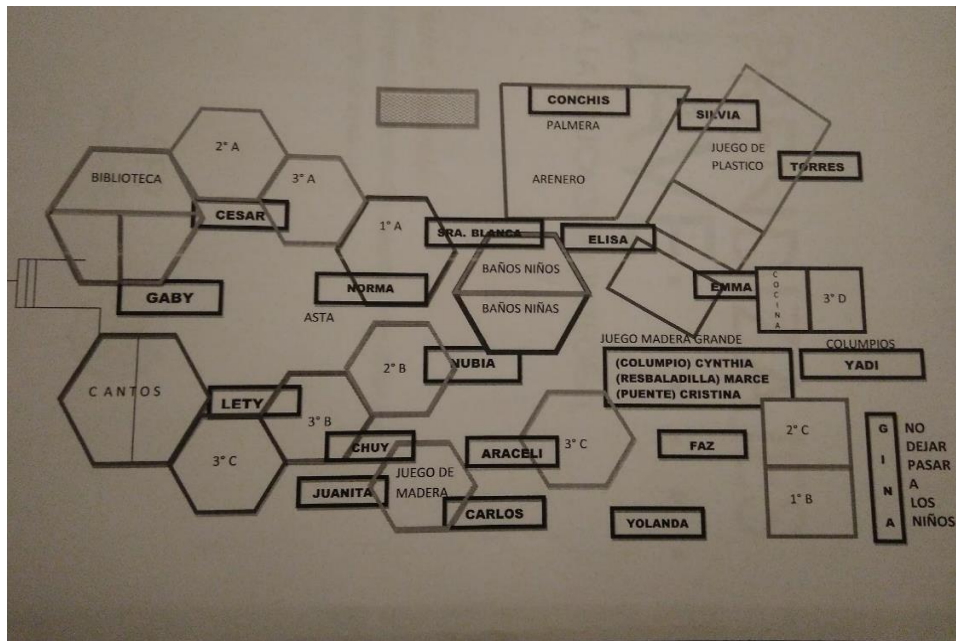 CONCHIS
PALMERA
ARENERO
SILVIA
JUEGO DE
PLASTICO
TORRES
2° A
BIBLIOTECA
3° A
CESAR
1° A
SRA. BLANCA
ELISA
GABY
NORMA
ASTA
BAÑOS NIÑOS
BAÑOS NIÑAS
EMMA
COCINA
3° D
JUEGO MADERA GRANDE
COLUMPIOS
(COLUMPIO) CYNTHIA
(RESBALADILLA) MARCE
(PUENTE) CRISTINA
YADI
CANTOS
LETY
2° B
NUBIA
3° B
CHUY
3° C
JUANITA
JUEGO DE
MADERA
CARLOS
ARACELI
3° C
FAZ
YOLANDA
2° C
1° B
GINA
NO
DEJAR
PASAR
A
LOS
NIÑOS